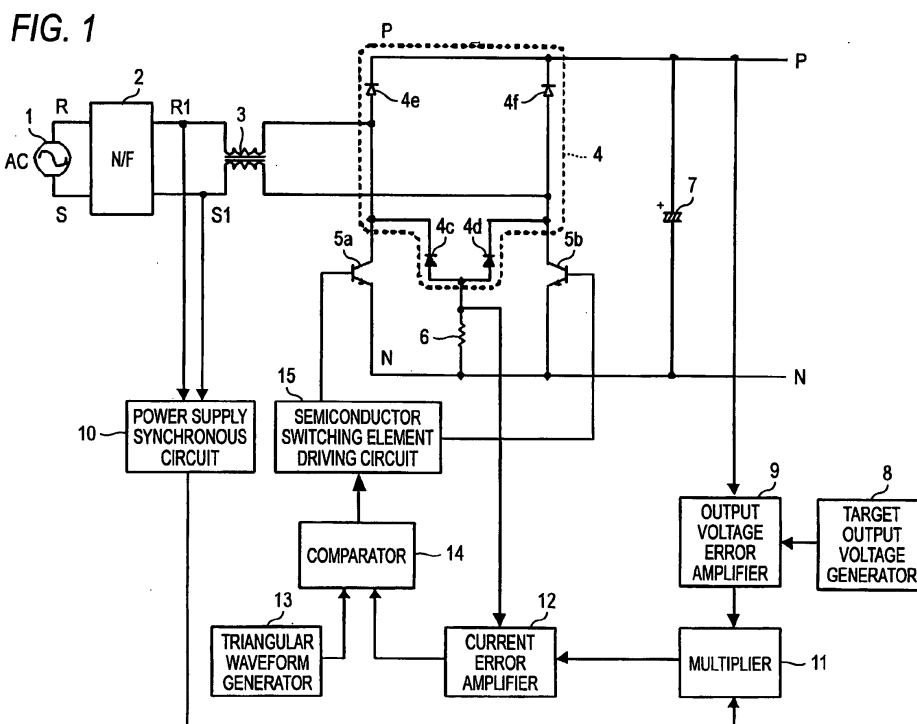 FIG. 1
P
P
2
4e
4f
R
R1
3
1
4
AC
N/F
7
+
S
S1
4c
4d
5a
5b
6
N
N
15
10
POWER SUPPLY
SYNCHRONOUS
CIRCUIT
SEMICONDUCTOR
SWITCHING ELEMENT
DRIVING CIRCUIT
9
8
OUTPUT
VOLTAGE
ERROR
AMPLIFIER
TARGET
OUTPUT
VOLTAGE
GENERATOR
COMPARATOR
14
13
12
TRIANGULAR
WAVEFORM
GENERATOR
CURRENT
ERROR
AMPLIFIER
MULTIPLIER
11